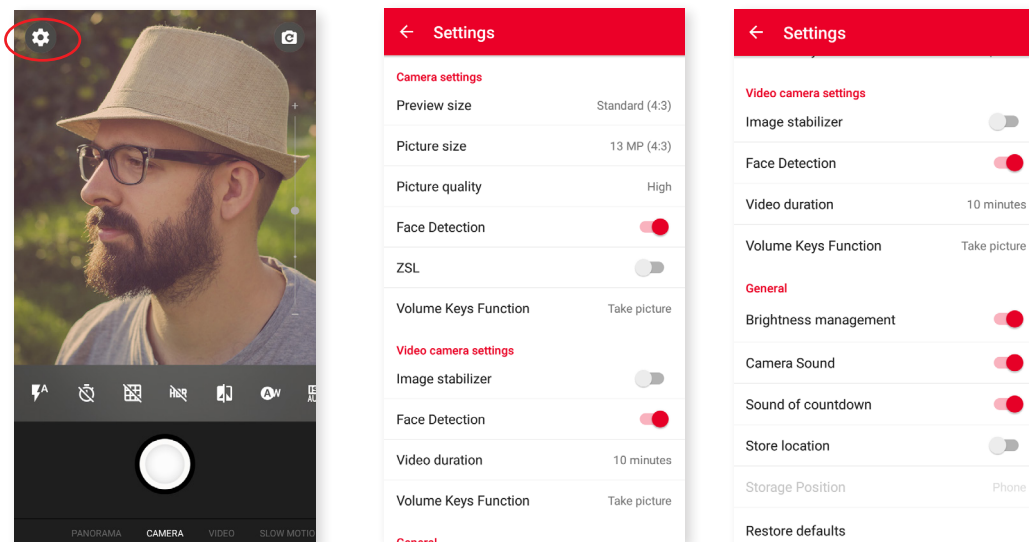 A
HDR
AW
PANORAMA CAMERA VIDEO SLOW MOTIO
Settings
Camera settings
Preview size Standard (4:3)
Picture size 13 MP (4:3)
Picture quality High
Face Detection
ZSL
Volume Keys Function Take picture
Video camera settings
Image stabilizer
Face Detection
Video duration 10 minutes
Volume Keys Function Take picture
General
Settings
Video camera settings
Image stabilizer
Face Detection
Video duration 10 minutes
Volume Keys Function Take picture
General
Brightness management
Camera Sound
Sound of countdown
Store location
Storage Position Phone
Restore defaults